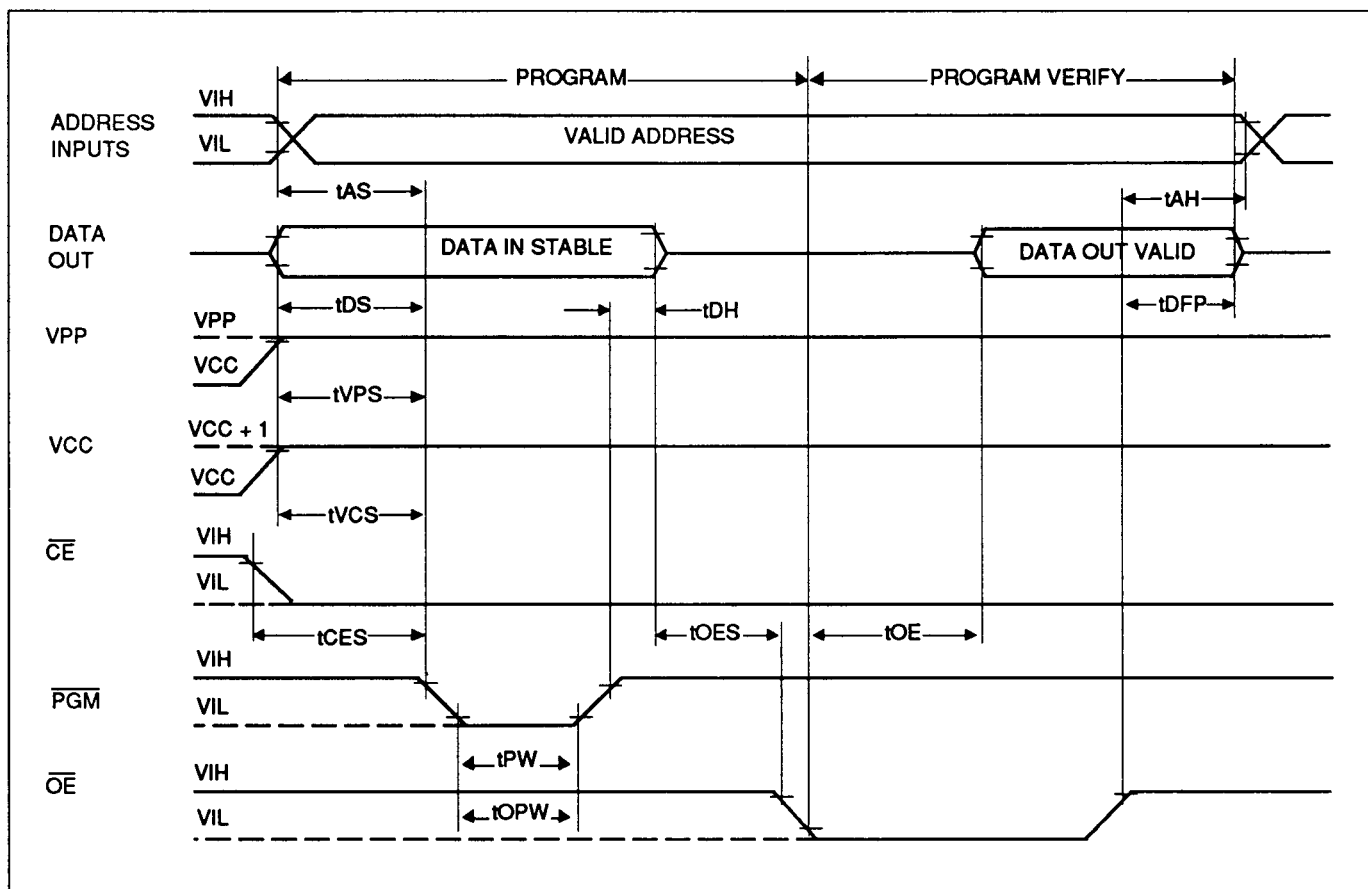 PROGRAM
PROGRAM VERIFY
VIH
ADDRESS
INPUTS
VIL
VALID ADDRESS
tAS
tAH
DATA
OUT
DATA IN STABLE
DATA OUT VALID
tDS
tDH
tDFP
VPP
VPP
VCC
tVPS
VCC
VCC + 1
VCC
tVCS
CE
VIH
VIL
tCES
tOES
tOE
VIH
PGM
VIL
tPW
OE
VIH
tOPW
VIL